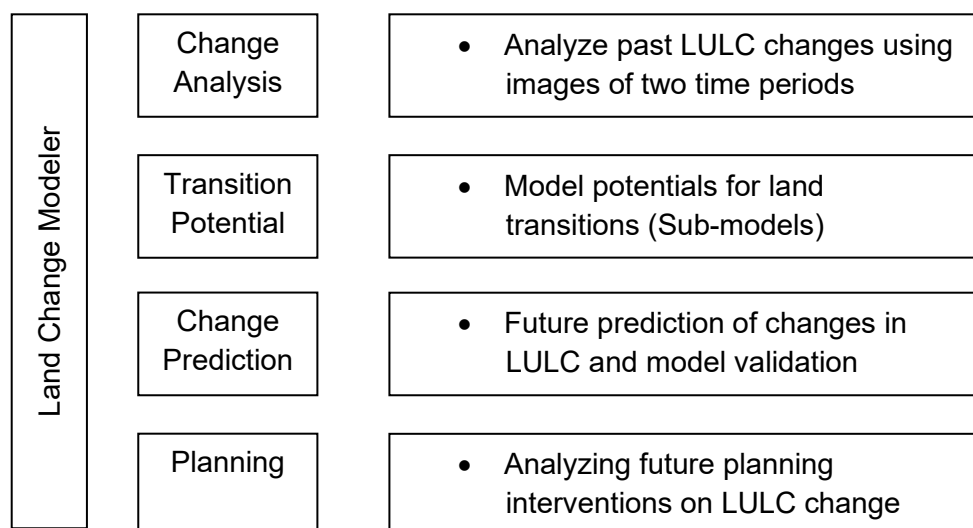 Land Change Modeler
Change
Analysis
• Analyze past LULC changes using
images of two time periods
Transition
Potential
• Model potentials for land
transitions (Sub-models)
Change
Prediction
• Future prediction of changes in
LULC and model validation
Planning
• Analyzing future planning
interventions on LULC change